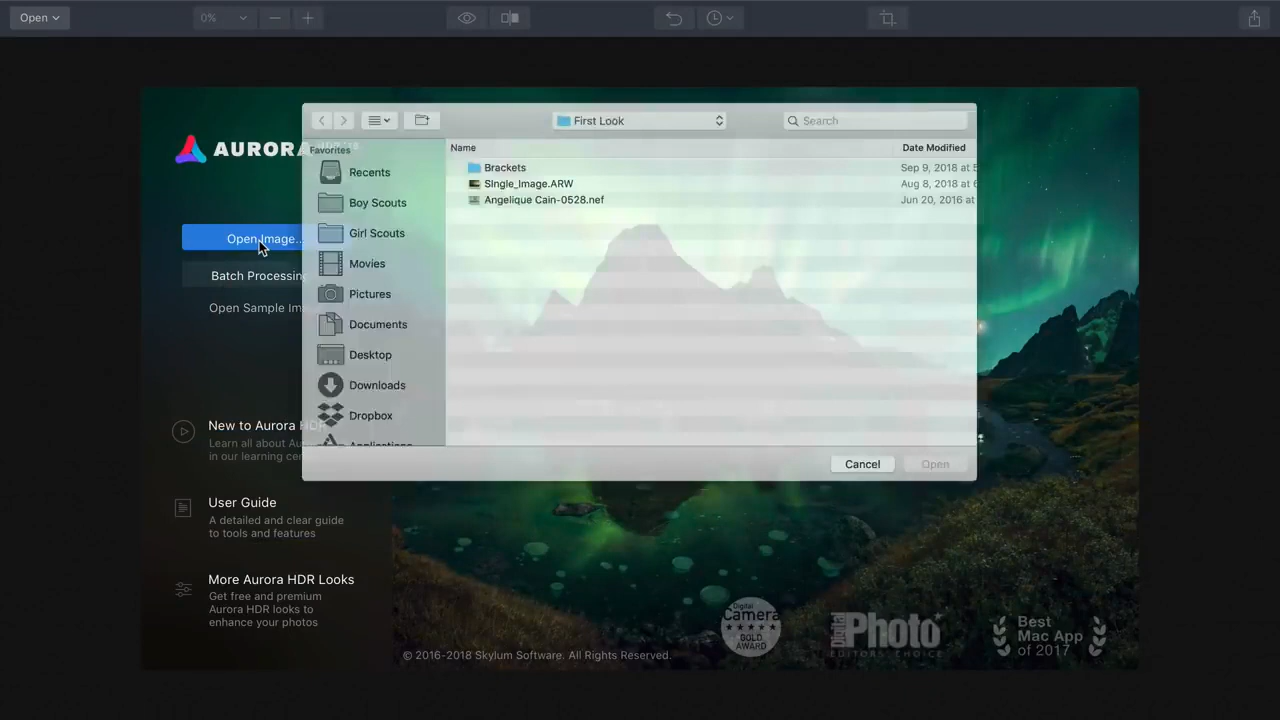 Open
0%
First Look
Search
AURORA
Favorites
Name
Date Modified
Recents
Brackets
Sep 9, 2018 at 5
SIngle_Image.ARW
Aug 8, 2018 at 6
Angelique Cain-0528.nef
Jun 20, 2016 at
Boy Scouts
Girl Scouts
Open Image...
Movies
Batch Processing
Pictures
Open Sample Im
Documents
Desktop
Downloads
Dropbox
Applications
New to Aurora HDR
Learn all about Au
in our learning cen
Cancel
Open
User Guide
A detailed and clear guide
to tools and features
More Aurora HDR Looks
Get free and premium
Aurora HDR looks to
enhance your photos
Digital
Camera
GOLD
AWARD
Digital
Photo
EDITORS CHOICE
Best
Mac App
of 2017
© 2016-2018 Skylum Software. All Rights Reserved.